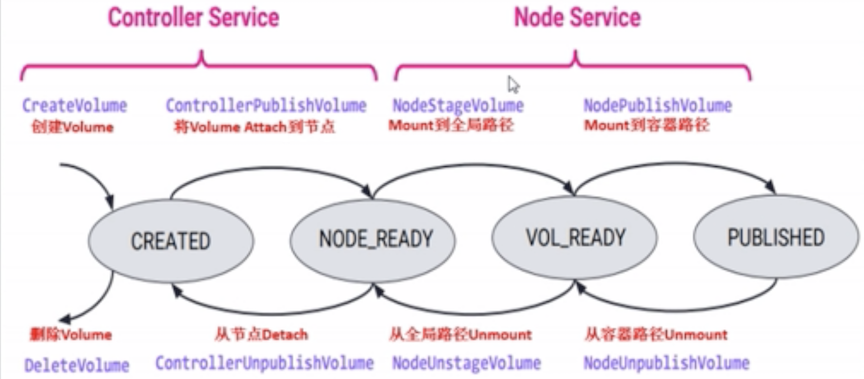 Controller Service
Node Service
CreateVolume
ControllerPublishVolume
NodeStageVolume
NodePublishVolume
创建Volume
将Volume Attach到节点
Mount到全局路径
Mount到容器路径
CREATED
NODE_READY
VOL_READY
PUBLISHED
删除Volume
从节点Detach
从全局路径Unmount
从容器路径Unmount
DeleteVolume
ControllerUnpublishVolume
NodeUnstageVolume
NodeUnpublishVolume